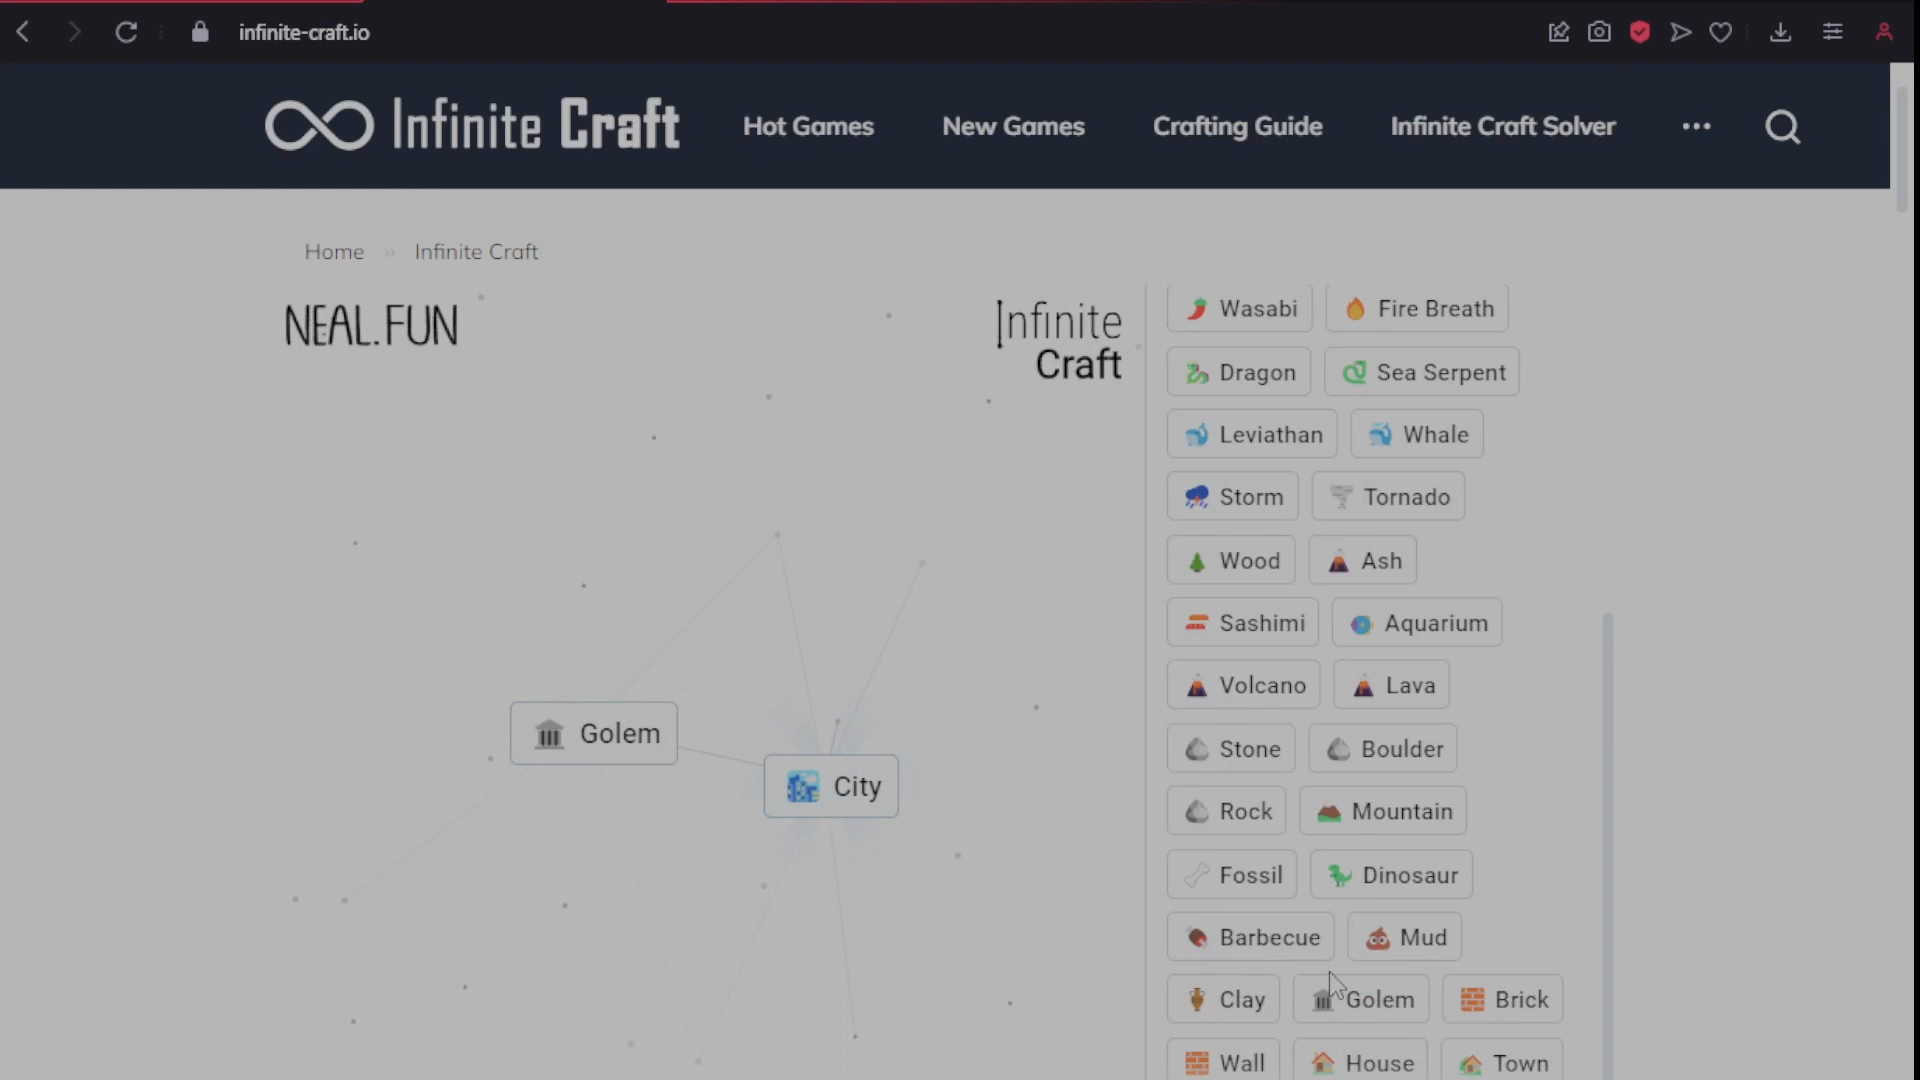 infinite-craft.io
Infinite Craft
Hot Games
New Games
Crafting Guide
Infinite Craft Solver
Home » Infinite Craft
NEAL.FUN
Infinite
Craft
Golem
City
Wasabi
Fire Breath
Dragon
Sea Serpent
Leviathan
Whale
Storm
Tornado
Wood
Ash
Sashimi
Aquarium
Volcano
Lava
Stone
Boulder
Rock
Mountain
Fossil
Dinosaur
Barbecue
Mud
Clay
Golem
Brick
Wall
House
Town